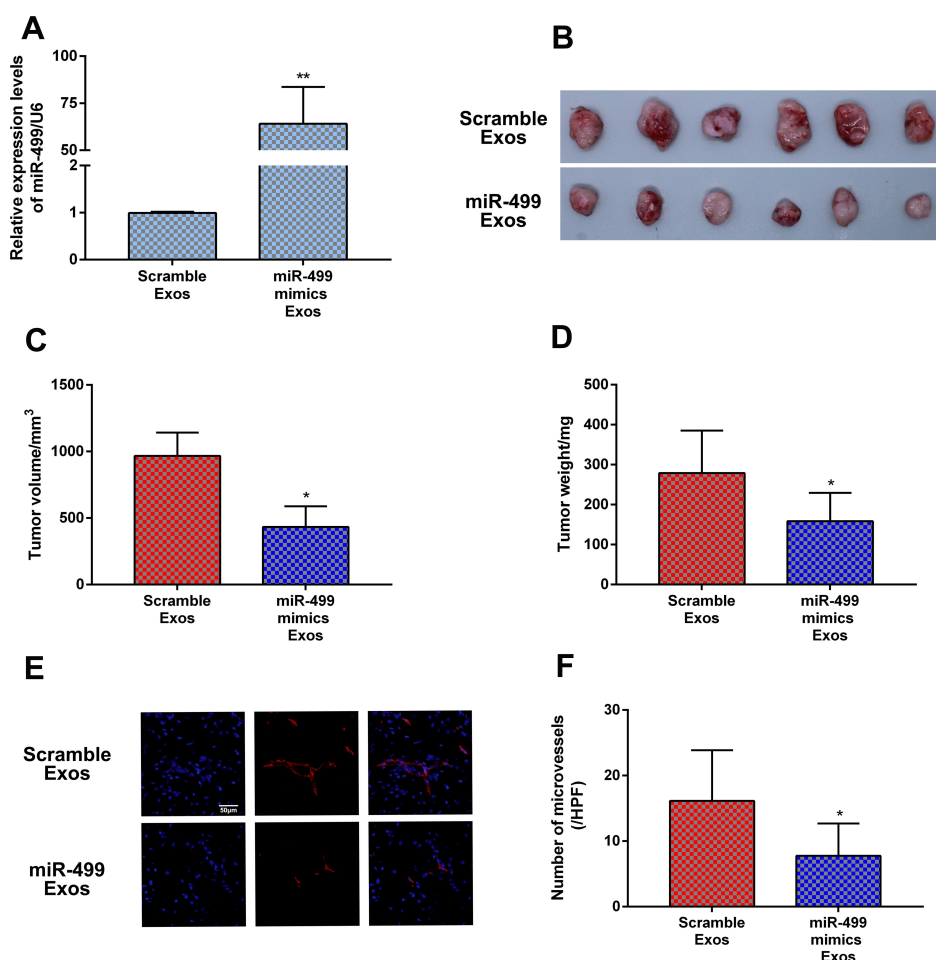 A
Relative expression levels
of miR-499/U6
100
75
50
2
1
0
**
Scramble
Exos
miR-499
mimics
Exos
B
Scramble
Exos
miR-499
Exos
C
Tumor volume/mm³
1500
1000
500
0
*
Scramble
Exos
miR-499
mimics
Exos
D
Tumor weight/mg
500
400
300
200
100
0
*
Scramble
Exos
miR-499
mimics
Exos
E
Scramble
Exos
50μm
miR-499
Exos
F
Number of microvessels
(/HPF)
30
20
10
0
*
Scramble
Exos
miR-499
mimics
Exos